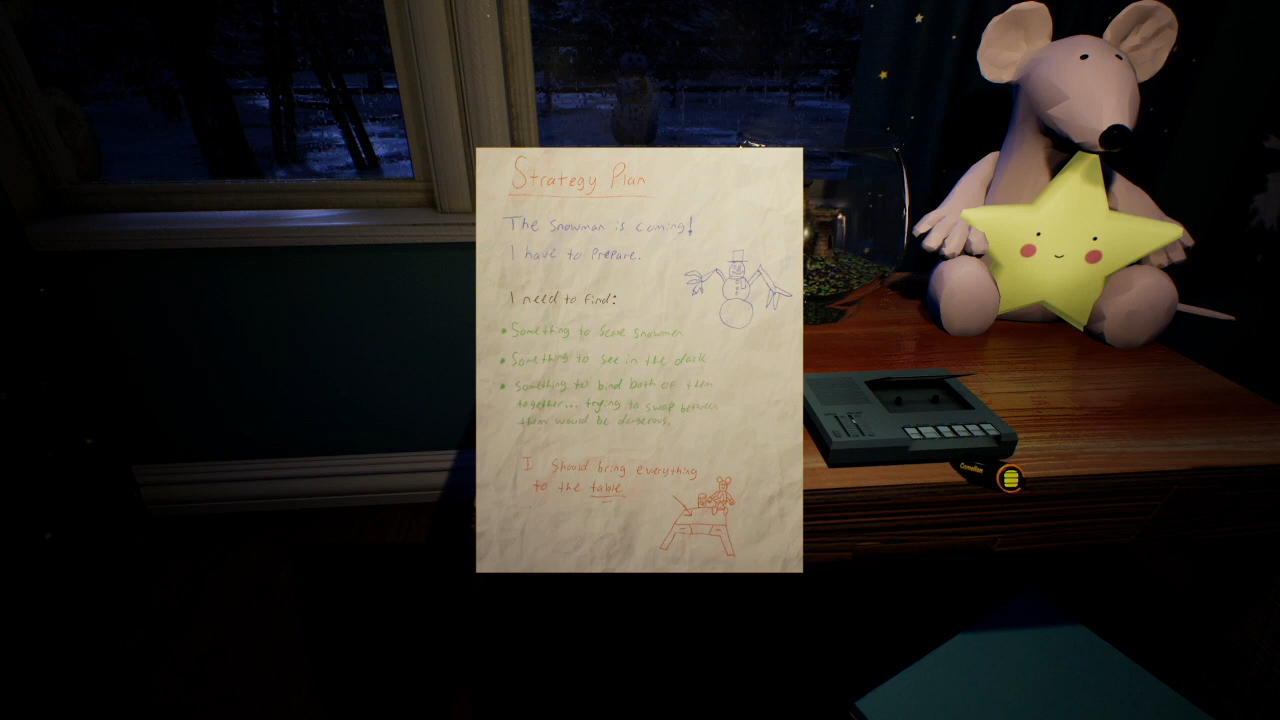 Strategy Plan
The snowman is coming!
I have to prepare.
I need to find:
• Something to scare snowmen
• Something to see in the dark
• Something to bind both of them
together... trying to swap between
them would be dangerous.
I should bring everything
to the table
Camelion